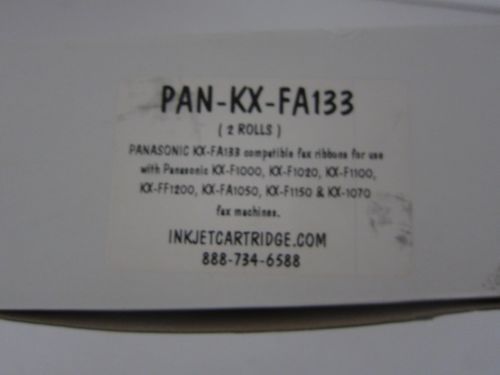 PAN-KX-FA133
( 2 ROLLS )
PANASONIC KX-FA133 compatible fax ribbons for use
with Panasonic KX-F1000, KX-F1020, KX-F1100,
KX-FF1200, KX-FA1050, KX-F1150 & KX-1070
fax machines.
INKJETCARTRIDGE.COM
888-734-6588